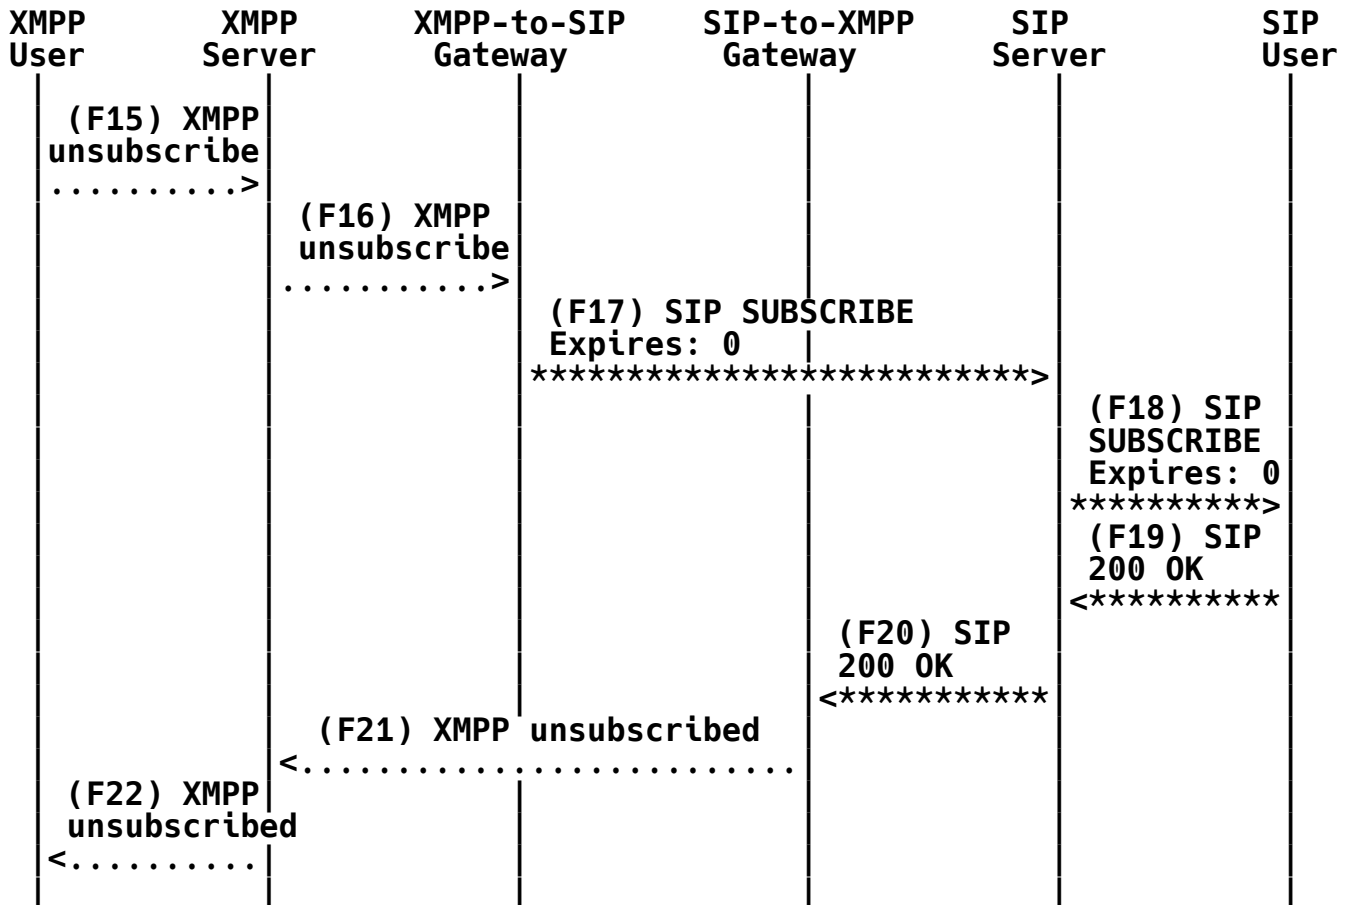 XMPP XMPP XMPP-to-SIP SIP-to-XMPP SIP SIP
User Server Gateway Gateway Server User
(F15) XMPP
unsubscribe
..........>
(F16) XMPP
unsubscribe
...........>
(F17) SIP SUBSCRIBE
Expires: 0
**************************>
(F18) SIP
SUBSCRIBE
Expires: 0
**********>
(F19) SIP
200 OK
<**********
(F20) SIP
200 OK
<***********
(F21) XMPP unsubscribed
<..........................
(F22) XMPP
unsubscribed
<..........